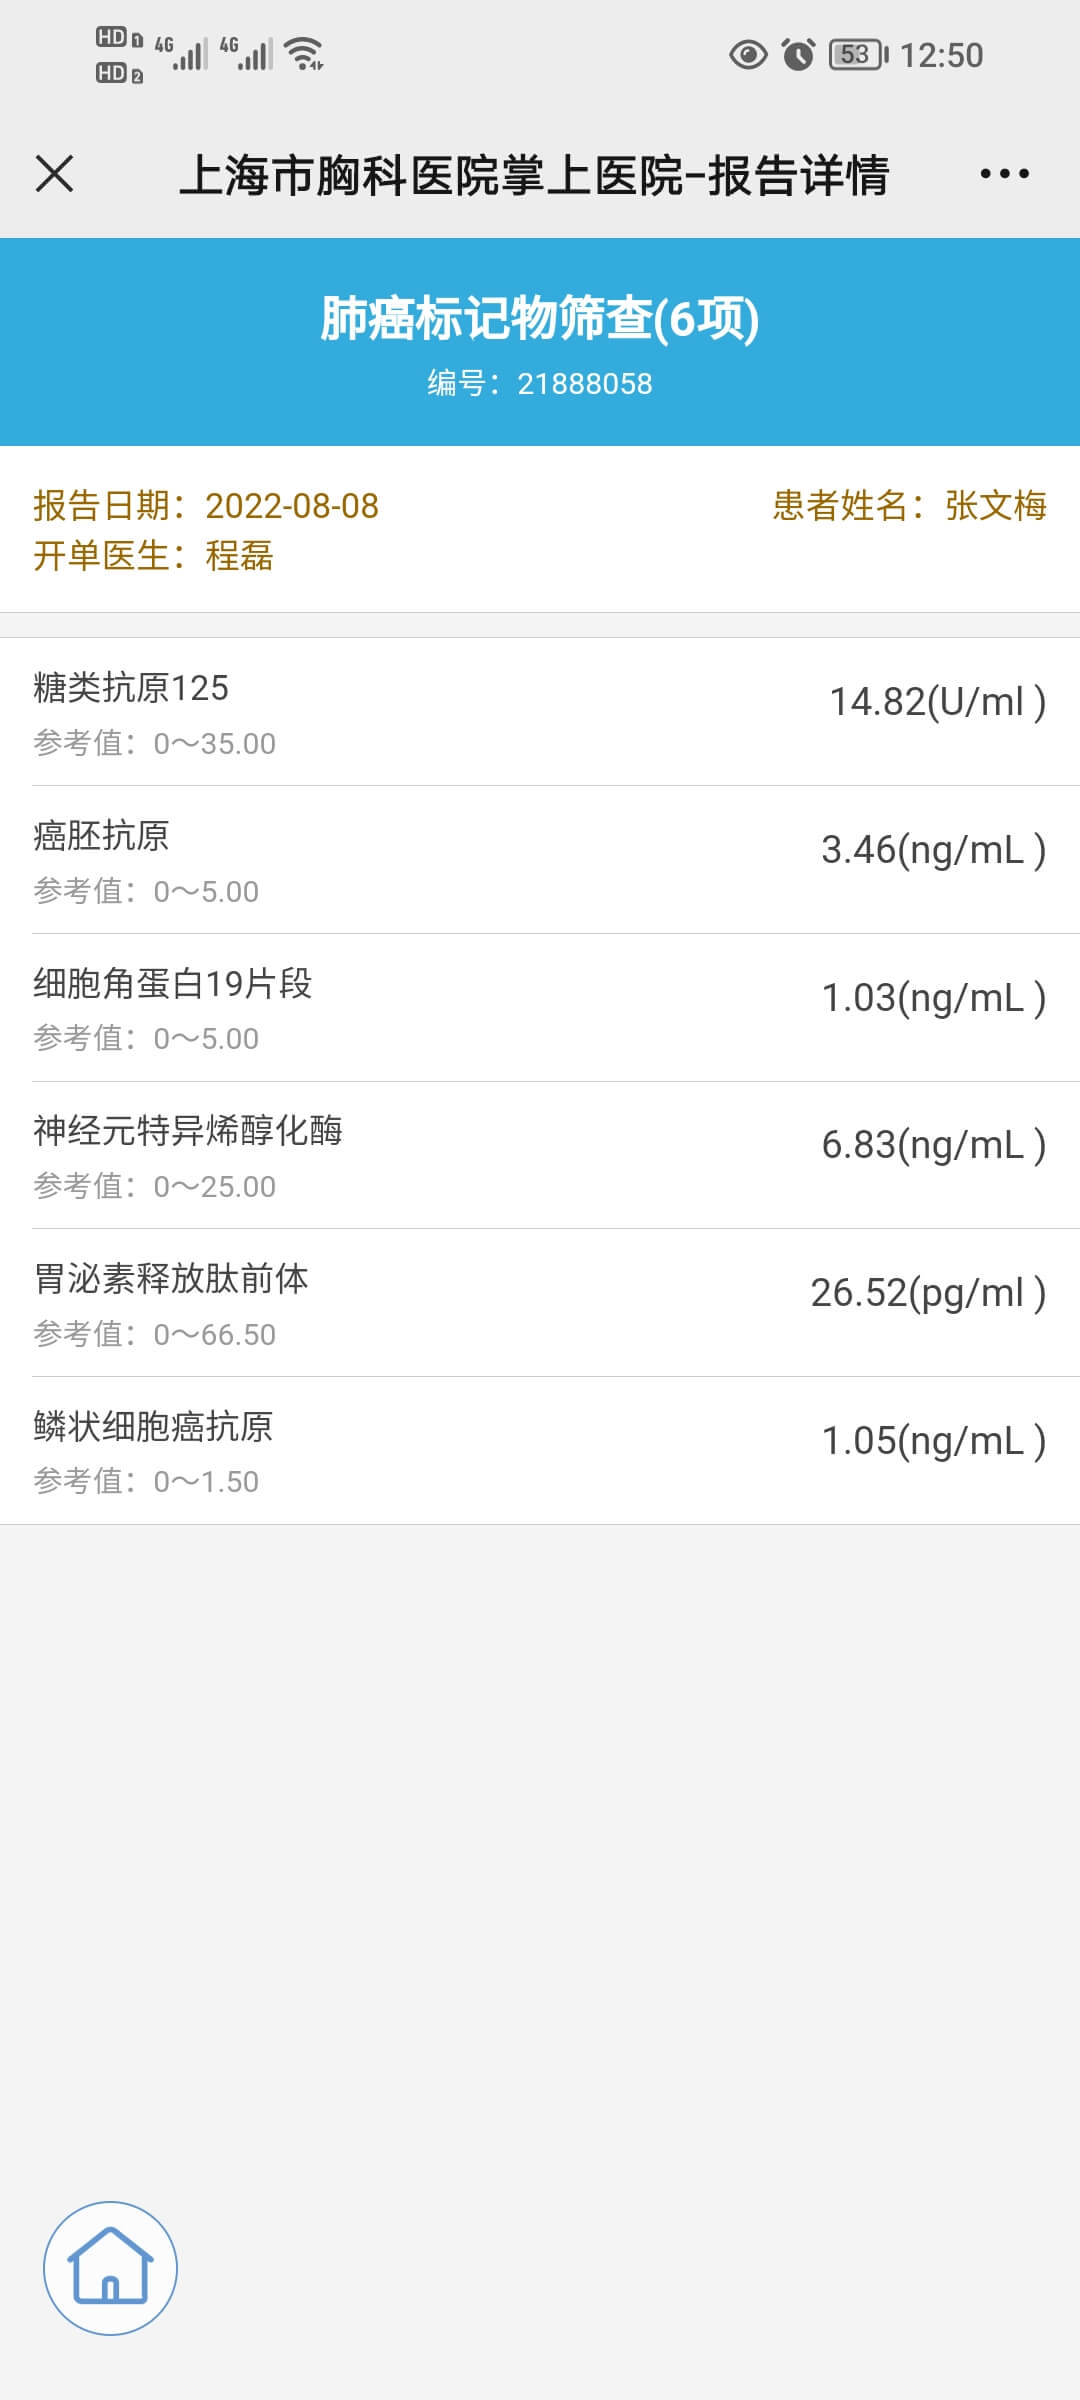 HD 1 4G 4G
HD 2
53 12:50
上海市胸科医院掌上医院-报告详情
肺癌标记物筛查(6项)
编号：21888058
报告日期：2022-08-08 患者姓名：张文梅
开单医生：程磊
糖类抗原125
14.82(U/ml )
参考值：0～35.00
癌胚抗原
3.46(ng/mL )
参考值：0～5.00
细胞角蛋白19片段
1.03(ng/mL )
参考值：0～5.00
神经元特异烯醇化酶
6.83(ng/mL )
参考值：0～25.00
胃泌素释放肽前体
26.52(pg/ml )
参考值：0～66.50
鳞状细胞癌抗原
1.05(ng/mL )
参考值：0～1.50